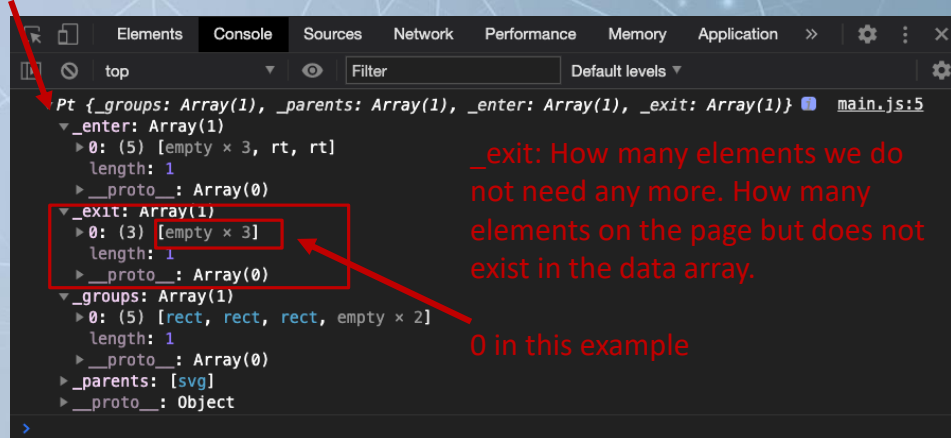 Elements Console Sources Network Performance Memory Application »
top Filter Default levels
Pt {_groups: Array(1), _parents: Array(1), _enter: Array(1), _exit: Array(1)} main.js:5
_enter: Array(1)
0: (5) [empty × 3, rt, rt]
length: 1
__proto__: Array(0)
_exit: Array(1)
0: (3) [empty × 3]
length: 1
__proto__: Array(0)
_groups: Array(1)
0: (5) [rect, rect, rect, empty × 2]
length: 1
__proto__: Array(0)
_parents: [svg]
__proto__: Object
_exit: How many elements we do
not need any more. How many
elements on the page but does not
exist in the data array.
0 in this example